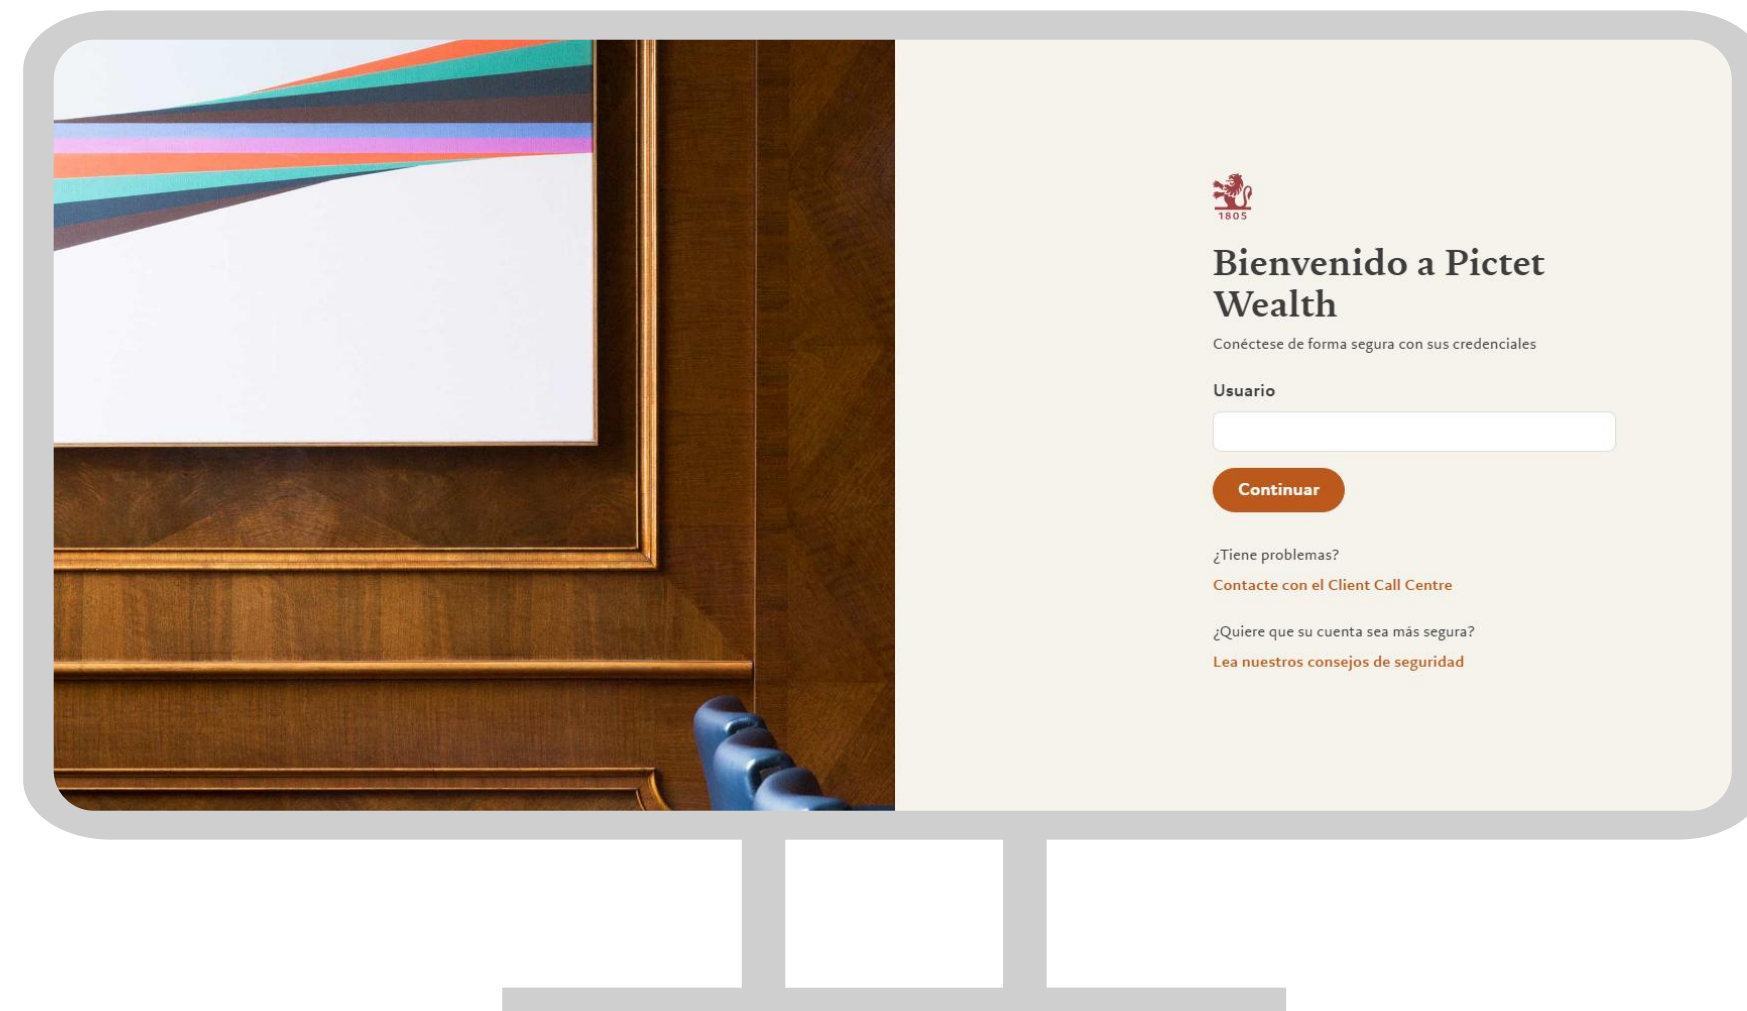 1805
Bienvenido a Pictet
Wealth
Conéctese de forma segura con sus credenciales
Usuario
Continuar
¿Tiene problemas?
Contacte con el Client Call Centre
¿Quiere que su cuenta sea más segura?
Lea nuestros consejos de seguridad